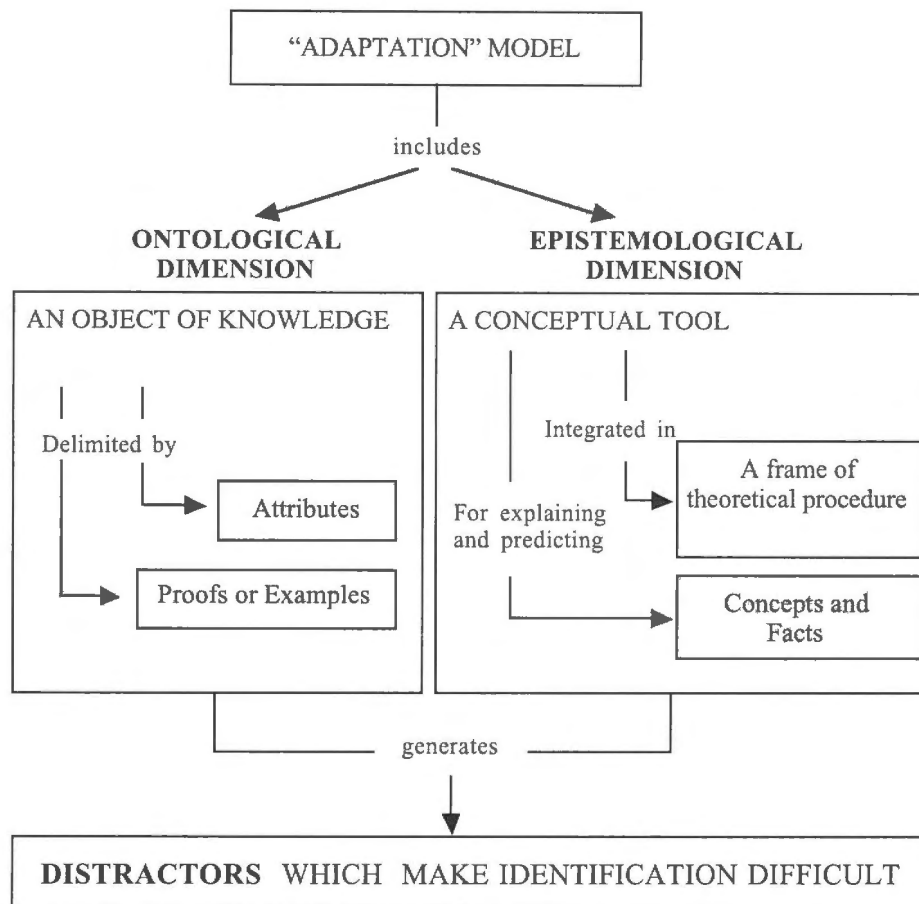 “ADAPTATION” MODEL
includes
ONTOLOGICAL
DIMENSION
AN OBJECT OF KNOWLEDGE
Delimited by
Attributes
Proofs or Examples
EPISTEMOLOGICAL
DIMENSION
A CONCEPTUAL TOOL
Integrated in
A frame of
theoretical procedure
For explaining
and predicting
Concepts and
Facts
generates
DISTRACTORS WHICH MAKE IDENTIFICATION DIFFICULT